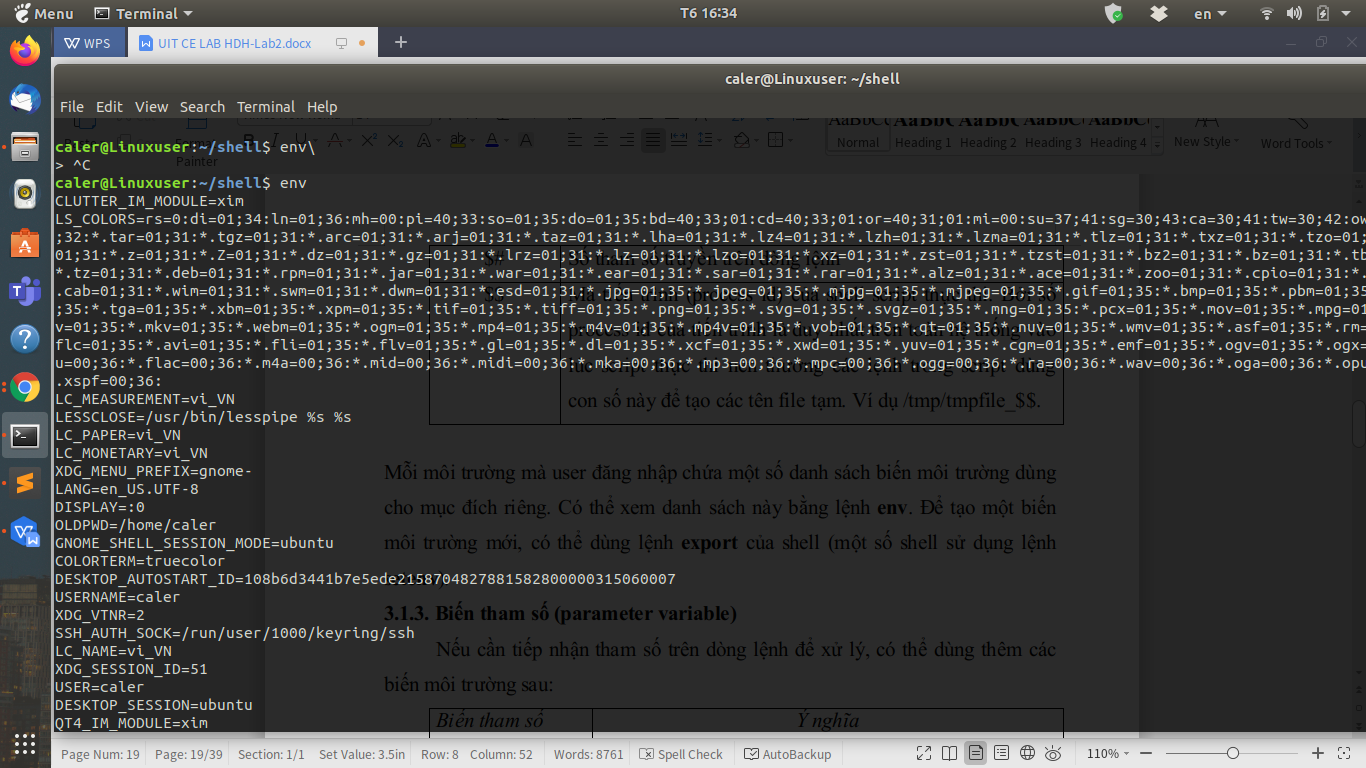 Menu Terminal T6 16:34 en
WPS UIT CE LAB HDH-Lab2.docx
caler@Linuxuser: ~/shell
File Edit View Search Terminal Help
Painter
Normal Heading 1 Heading 2 Heading 3 Heading 4 New Style Word Tools
caler@Linuxuser:~/shell$ env\
> ^C
caler@Linuxuser:~/shell$ env
CLUTTER_IM_MODULE=xim
LS_COLORS=rs=0:di=01;34:ln=01;36:mh=00:pi=40;33:so=01;35:do=01;35:bd=40;33;01:cd=40;33;01:or=40;31;01:mi=00:su=37;41:sg=30;43:ca=30;41:tw=30;42:ow
;32:*.tar=01;31:*.tgz=01;31:*.arc=01;31:*.arj=01;31:*.taz=01;31:*.lha=01;31:*.lz4=01;31:*.lzh=01;31:*.lzma=01;31:*.tlz=01;31:*.txz=01;31:*.tzo=01;
01;31:*.z=01;31:*.Z=01;31:*.dz=01;31:*.gz=01;31:*.lrz=01;31:*.lz=01;31:*.lzo=01;31:*.xz=01;31:*.zst=01;31:*.tzst=01;31:*.bz2=01;31:*.bz=01;31:*.tb
*.tz=01;31:*.deb=01;31:*.rpm=01;31:*.jar=01;31:*.war=01;31:*.ear=01;31:*.sar=01;31:*.rar=01;31:*.alz=01;31:*.ace=01;31:*.zoo=01;31:*.cpio=01;31:*.
.cab=01;31:*.wim=01;31:*.swm=01;31:*.dwm=01;31:*.esd=01;31:*.jpg=01;35:*.jpeg=01;35:*.mjpg=01;35:*.mjpeg=01;35:*.gif=01;35:*.bmp=01;35:*.pbm=01;35
;35:*.tga=01;35:*.xbm=01;35:*.xpm=01;35:*.tif=01;35:*.tiff=01;35:*.png=01;35:*.svg=01;35:*.svgz=01;35:*.mng=01;35:*.pcx=01;35:*.mov=01;35:*.mpg=01
v=01;35:*.mkv=01;35:*.webm=01;35:*.ogm=01;35:*.mp4=01;35:*.m4v=01;35:*.mp4v=01;35:*.vob=01;35:*.qt=01;35:*.nuv=01;35:*.wmv=01;35:*.asf=01;35:*.rm=
flc=01;35:*.avi=01;35:*.fli=01;35:*.flv=01;35:*.gl=01;35:*.dl=01;35:*.xcf=01;35:*.xwd=01;35:*.yuv=01;35:*.cgm=01;35:*.emf=01;35:*.ogv=01;35:*.ogx=
u=00;36:*.flac=00;36:*.m4a=00;36:*.mid=00;36:*.midi=00;36:*.mka=00;36:*.mp3=00;36:*.mpc=00;36:*.ogg=00;36:*.ra=00;36:*.wav=00;36:*.oga=00;36:*.opu
.xspf=00;36:
LC_MEASUREMENT=vi_VN
LESSCLOSE=/usr/bin/lesspipe %s %s
con số này để tạo các tên file tạm. Ví dụ /tmp/tmpfile_$$.
LC_PAPER=vi_VN
LC_MONETARY=vi_VN
XDG_MENU_PREFIX=gnome-
LANG=en_US.UTF-8
DISPLAY=:0
OLDPWD=/home/caler
GNOME_SHELL_SESSION_MODE=ubuntu
COLORTERM=truecolor
DESKTOP_AUTOSTART_ID=108b6d3441b7e5ede21587048278815828000003150600​07
USERNAME=caler
XDG_VTNR=2
SSH_AUTH_SOCK=/run/user/1000/keyring/ssh
LC_NAME=vi_VN
XDG_SESSION_ID=51
USER=caler
DESKTOP_SESSION=ubuntu
QT4_IM_MODULE=xim
Mỗi môi trường mà user đăng nhập chứa một số danh sách biến môi trường dùng
cho mục đích riêng. Có thể xem danh sách này bằng lệnh env. Để tạo một biến
môi trường mới, có thể dùng lệnh export của shell (một số shell sử dụng lệnh
3.1.3. Biến tham số (parameter variable)
Nếu cần tiếp nhận tham số trên dòng lệnh để xử lý, có thể dùng thêm các
biến môi trường sau:
Biến tham số Ý nghĩa
Page Num: 19 Page: 19/39 Section: 1/1 Set Value: 3.5in Row: 8 Column: 52 Words: 8761 Spell Check AutoBackup 110%